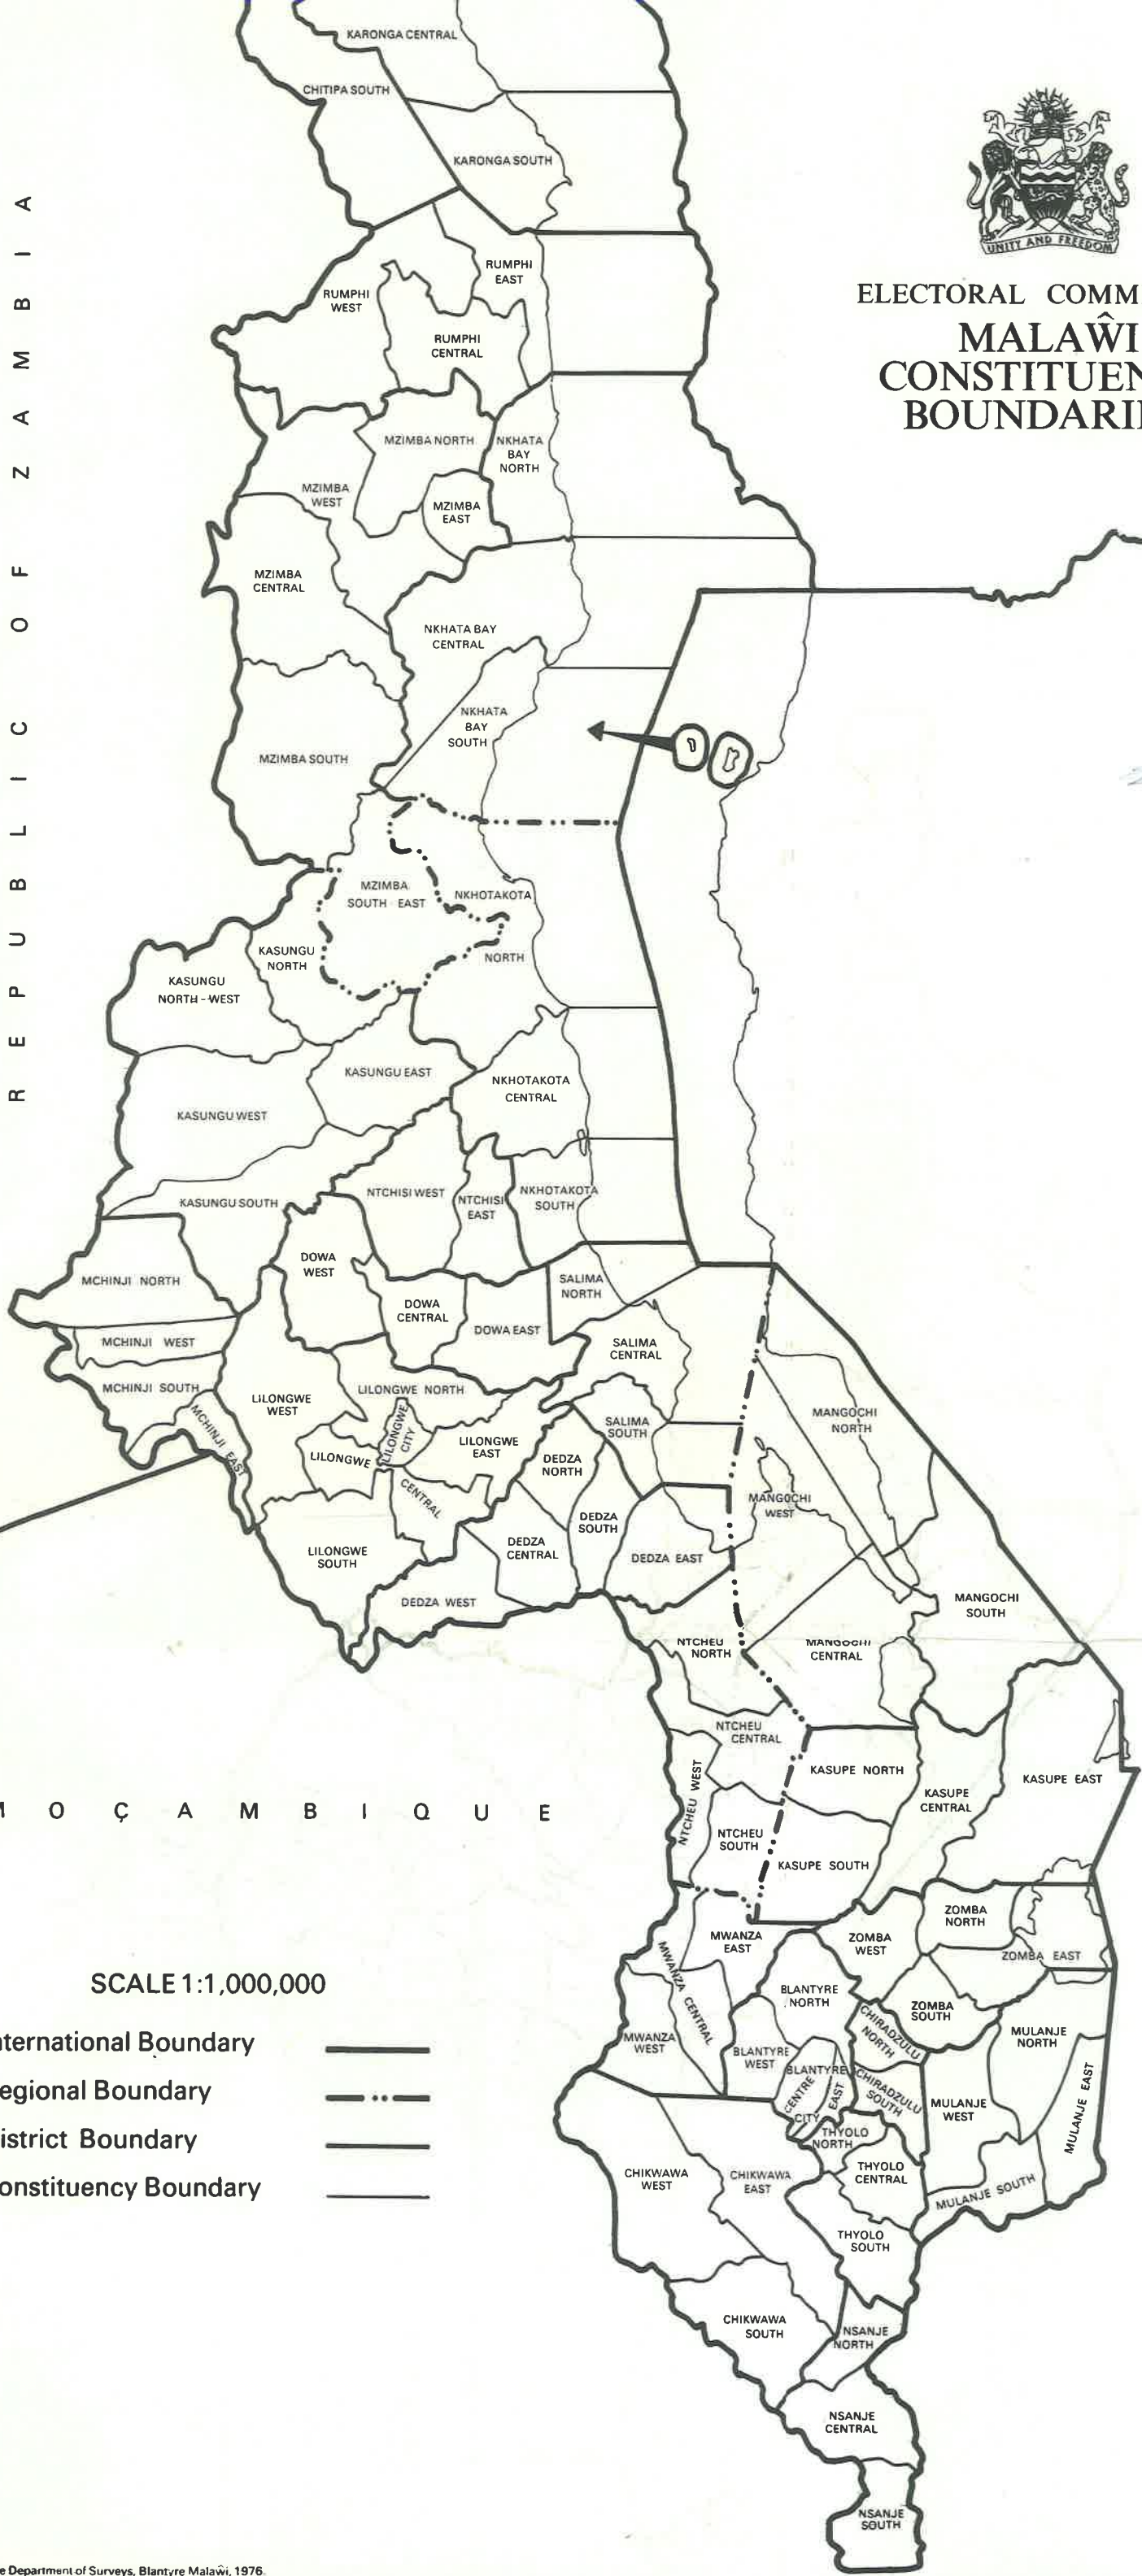 KARONGA CENTRAL
CHITIPA SOUTH
KARONGA SOUTH
UNITY AND FREEDOM
ELECTORAL COMM
MALAŴI
CONSTITUEN
BOUNDARI
REPUBLIC OF ZAMBIA
RUMPHI
EAST
RUMPHI
WEST
RUMPHI
CENTRAL
MZIMBA NORTH
NKHATA
BAY
NORTH
MZIMBA
WEST
MZIMBA
EAST
MZIMBA
CENTRAL
NKHATA BAY
CENTRAL
NKHATA
BAY
SOUTH
MZIMBA SOUTH
MZIMBA
SOUTH-EAST
NKHOTAKOTA
NORTH
KASUNGU
NORTH
KASUNGU
NORTH-WEST
KASUNGU EAST
NKHOTAKOTA
CENTRAL
KASUNGU WEST
KASUNGU SOUTH
NTCHISI WEST
NTCHISI
EAST
NKHOTAKOTA
SOUTH
DOWA
WEST
MCHINJI NORTH
SALIMA
NORTH
DOWA
CENTRAL
DOWA EAST
MCHINJI WEST
SALIMA
CENTRAL
MCHINJI SOUTH
MCHINJI EAST
LILONGWE
WEST
LILONGWE NORTH
LILONGWE
CITY
LILONGWE
CENTRAL
LILONGWE
EAST
SALIMA
SOUTH
MANGOCHI
NORTH
DEDZA
NORTH
MANGOCHI
WEST
DEDZA
SOUTH
DEDZA
CENTRAL
DEDZA EAST
LILONGWE
SOUTH
DEDZA WEST
MANGOCHI
SOUTH
NTCHEU
NORTH
MANGOCHI
CENTRAL
NTCHEU
CENTRAL
NTCHEU WEST
KASUPE NORTH
KASUPE
CENTRAL
KASUPE EAST
OÇAMBIQUE
NTCHEU
SOUTH
KASUPE SOUTH
ZOMBA
NORTH
MWANZA
EAST
ZOMBA
WEST
ZOMBA EAST
MWANZA CENTRAL
BLANTYRE
NORTH
ZOMBA
SOUTH
CHIRADZULU
NORTH
MULANJE
NORTH
MWANZA
WEST
BLANTYRE
WEST
BLANTYRE
CENTRE
EAST
CITY
CHIRADZULU
SOUTH
MULANJE
WEST
MULANJE EAST
THYOLO
NORTH
THYOLO
CENTRAL
CHIKWAWA
WEST
CHIKWAWA
EAST
MULANJE SOUTH
THYOLO
SOUTH
CHIKWAWA
SOUTH
NSANJE
NORTH
NSANJE
CENTRAL
NSANJE
SOUTH
SCALE 1:1,000,000
nternational Boundary
egional Boundary
istrict Boundary
onstituency Boundary
e Department of Surveys, Blantyre Malaŵi, 1976.